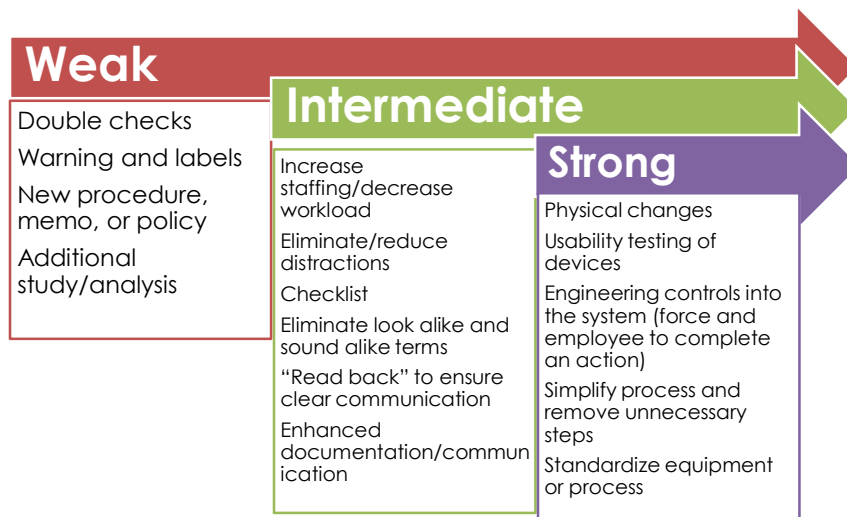 Weak
Double checks
Warning and labels
New procedure,
memo, or policy
Additional
study/analysis
Intermediate
Increase
staffing/decrease
workload
Eliminate/reduce
distractions
Checklist
Eliminate look alike and
sound alike terms
“Read back” to ensure
clear communication
Enhanced
documentation/commun
ication
Strong
Physical changes
Usability testing of
devices
Engineering controls into
the system (force and
employee to complete
an action)
Simplify process and
remove unnecessary
steps
Standardize equipment
or process